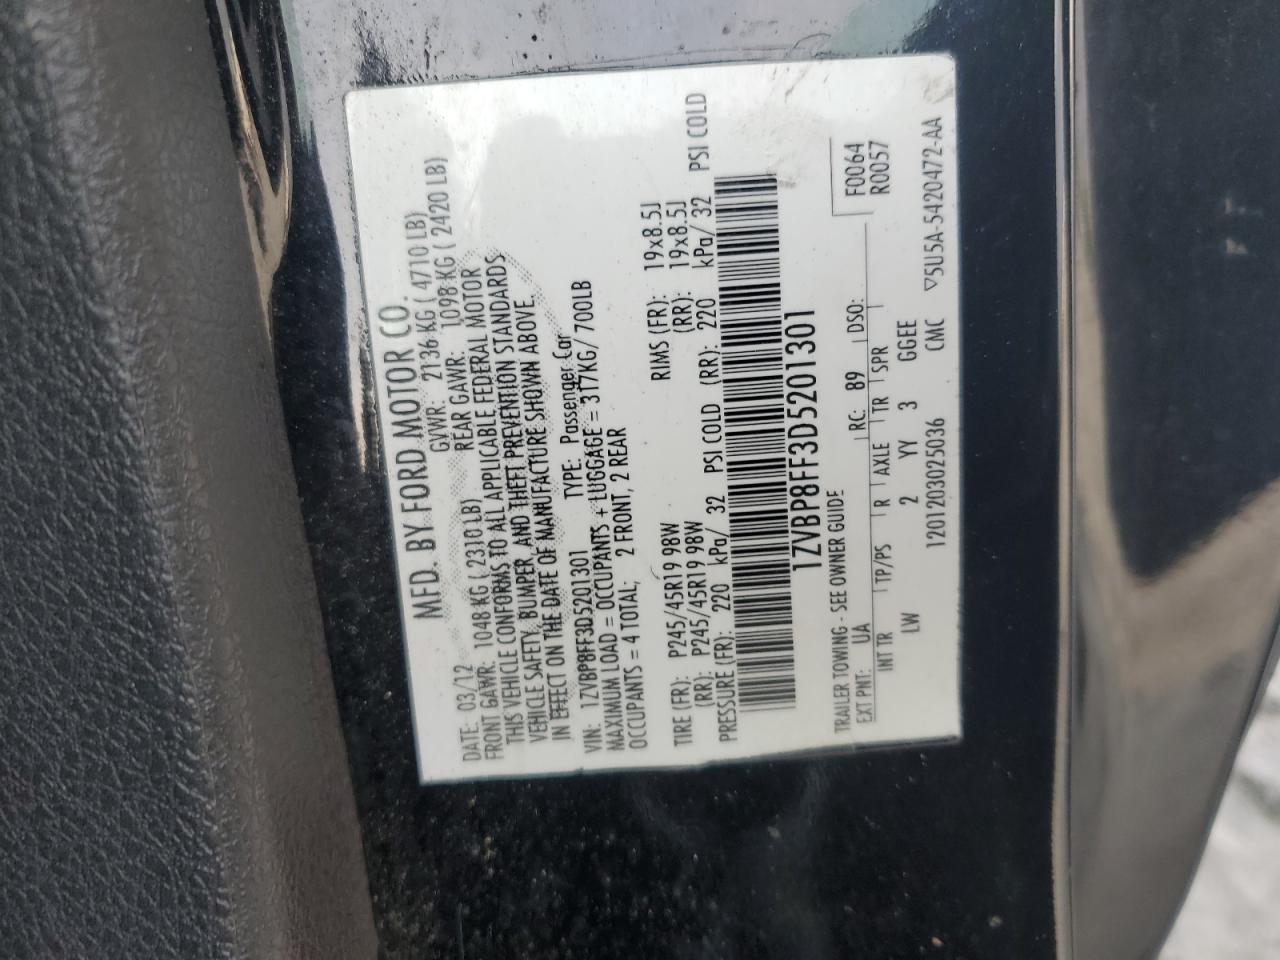 MFD. BY FORD MOTOR CO.
DATE: 03/12 GVWR: 2136 KG ( 4710 LB)
FRONT GAWR: 1048 KG ( 2310 LB) REAR GAWR: 1098 KG ( 2420 LB)
THIS VEHICLE CONFORMS TO ALL APPLICABLE FEDERAL MOTOR
VEHICLE SAFETY, BUMPER, AND THEFT PREVENTION STANDARDS
IN EFFECT ON THE DATE OF MANUFACTURE SHOWN ABOVE.
VIN: 1ZVBP8FF3D5201301 TYPE: Passenger Car
MAXIMUM LOAD = OCCUPANTS + LUGGAGE = 317KG/ 700LB
OCCUPANTS = 4 TOTAL; 2 FRONT, 2 REAR
TIRE (FR): P245/45R19 98W RIMS (FR): 19x8.5J
(RR): P245/45R19 98W (RR): 19x8.5J
PRESSURE (FR): 220 kPa/ 32 PSI COLD (RR): 220 kPa/ 32 PSI COLD
1ZVBP8FF3D5201301
TRAILER TOWING - SEE OWNER GUIDE
F0064
R0057
EXT PNT: UA RC: 89 DSO:
INT TR TP/PS R AXLE TR SPR
LW 2 YY 3 GGEE
1201203025036 CMC ▽5U5A-5420472-AA